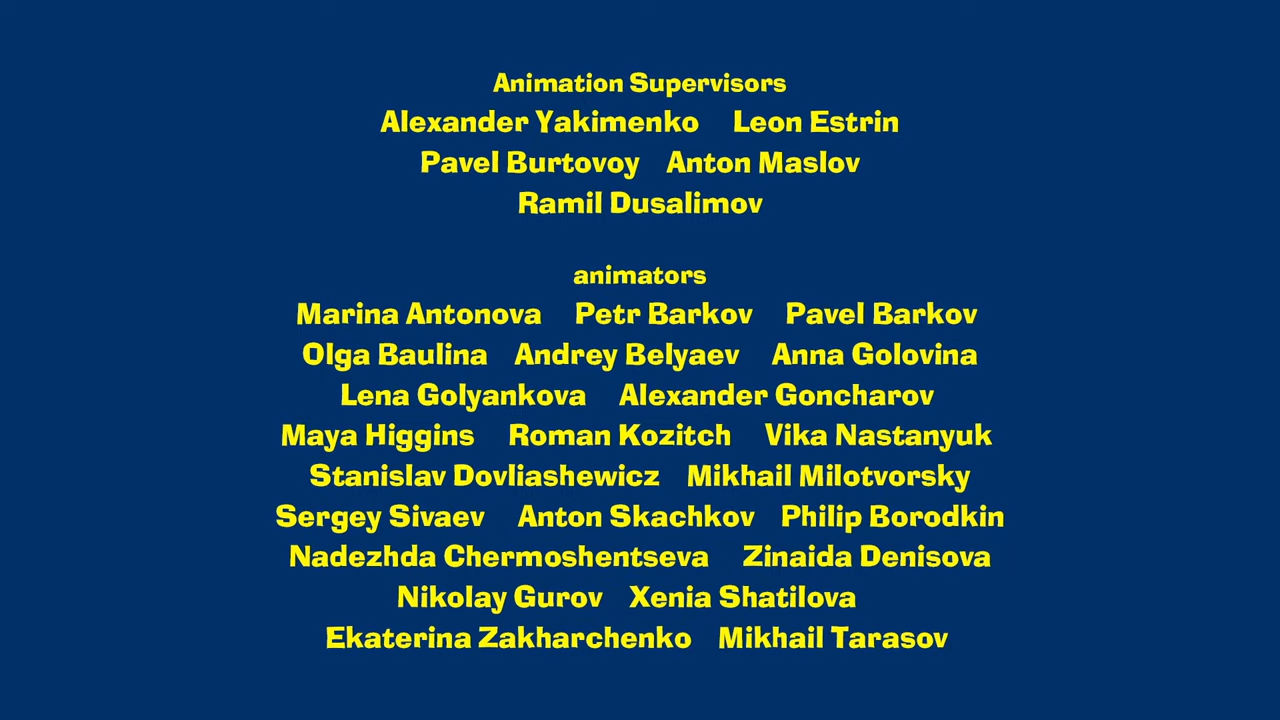 Animation Supervisors
Alexander Yakimenko Leon Estrin
Pavel Burtovoy Anton Maslov
Ramil Dusalimov
animators
Marina Antonova Petr Barkov Pavel Barkov
Olga Baulina Andrey Belyaev Anna Golovina
Lena Golyankova Alexander Goncharov
Maya Higgins Roman Kozitch Vika Nastanyuk
Stanislav Dovliashewicz Mikhail Milotvorsky
Sergey Sivaev Anton Skachkov Philip Borodkin
Nadezhda Chermoshentseva Zinaida Denisova
Nikolay Gurov Xenia Shatilova
Ekaterina Zakharchenko Mikhail Tarasov